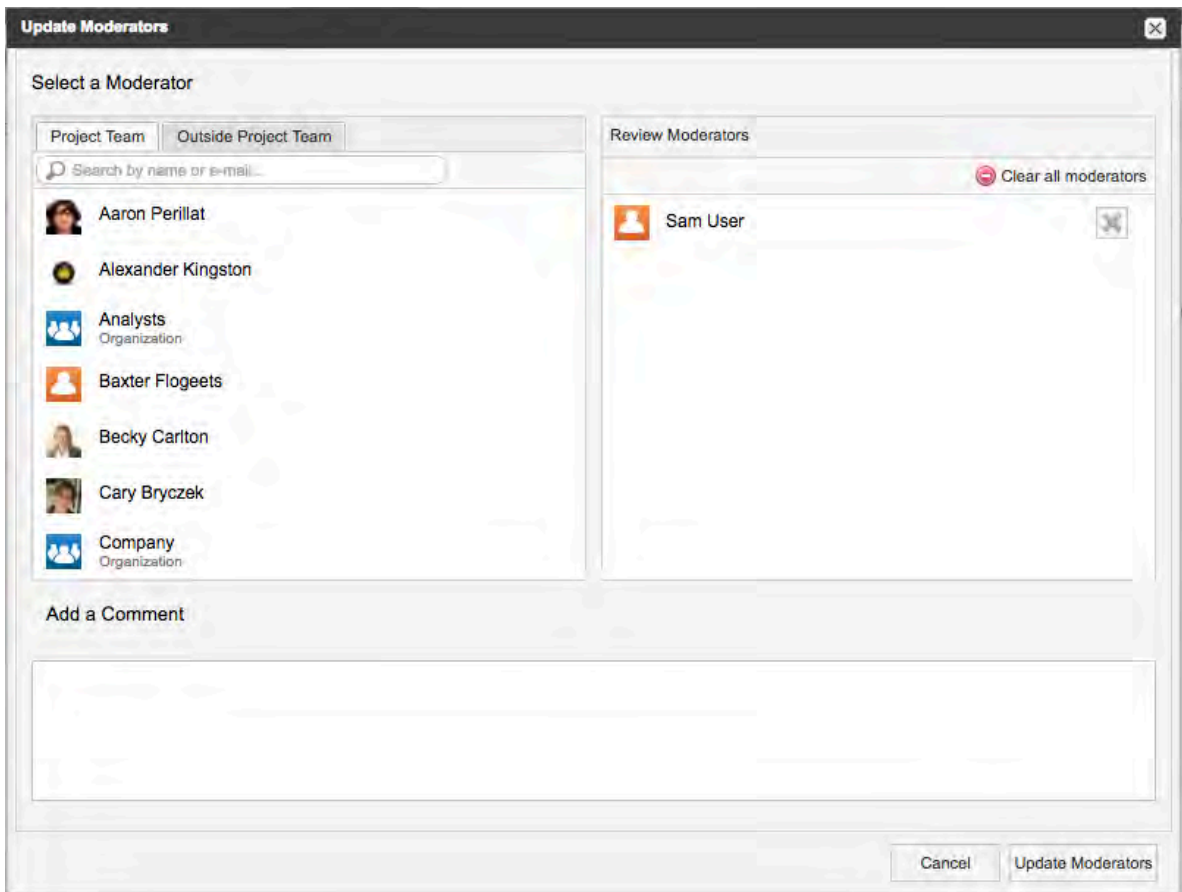 Update Moderators
Select a Moderator
Project Team
Outside Project Team
Search by name or e-mail...
Aaron Perillat
Alexander Kingston
Analysts
Organization
Baxter Flogeets
Becky Carlton
Cary Bryczek
Company
Organization
Review Moderators
Clear all moderators
Sam User
Add a Comment
Cancel
Update Moderators